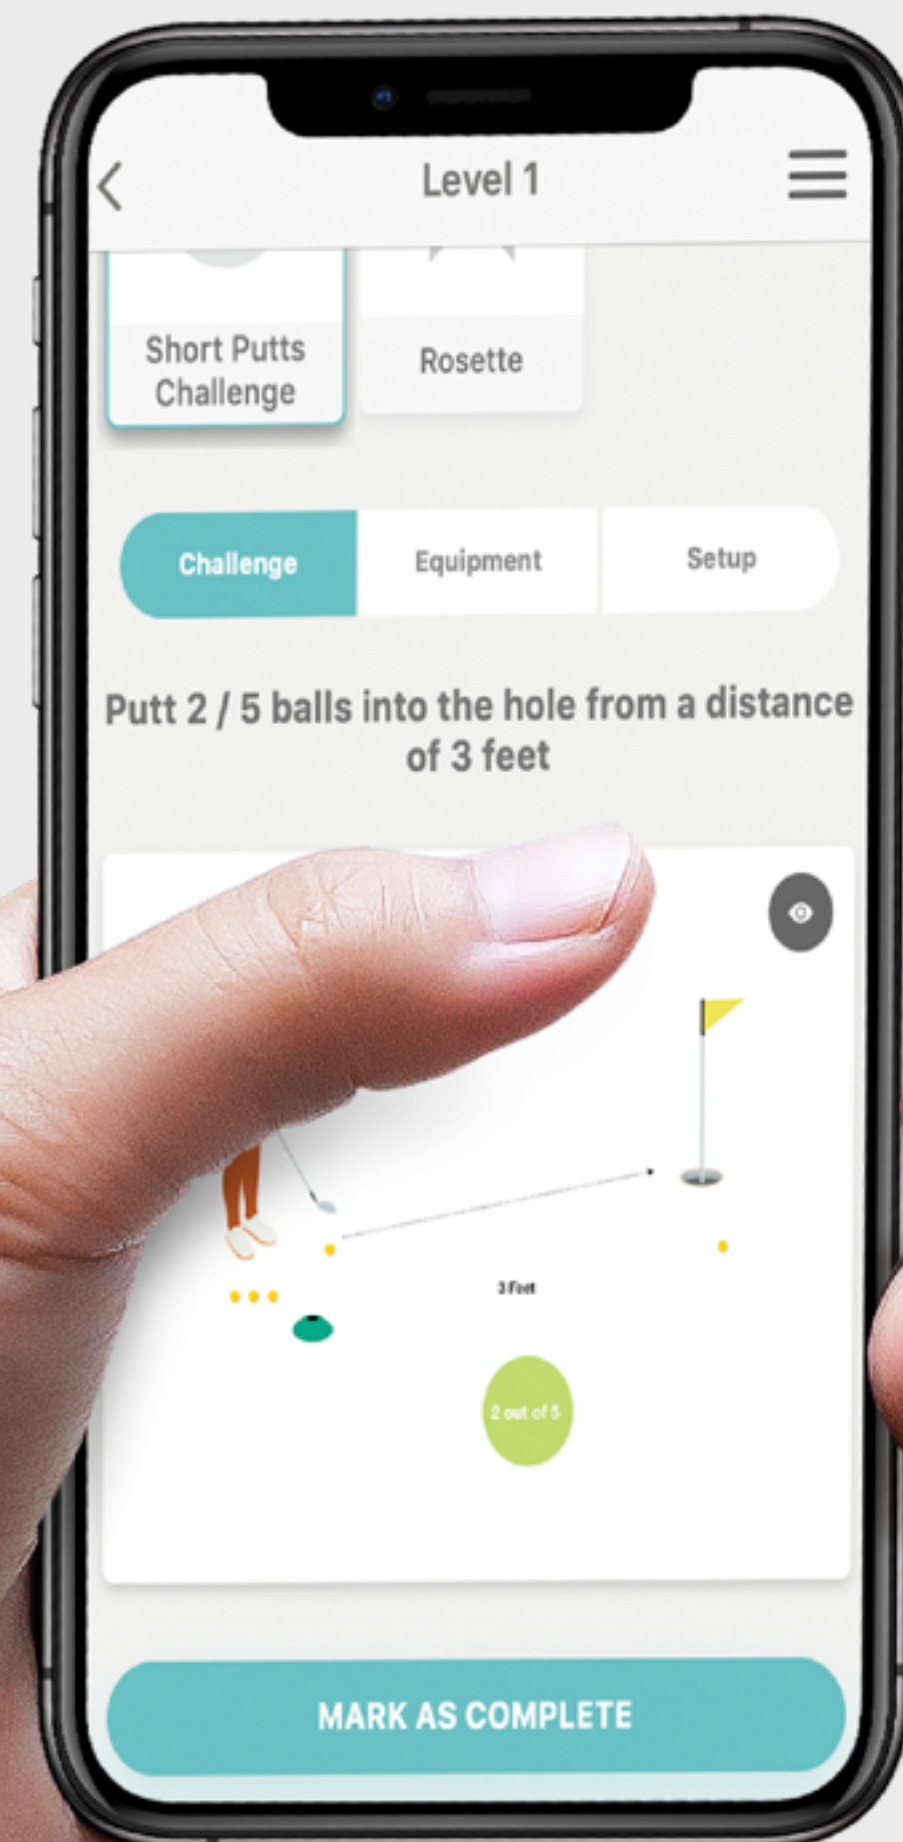 Level 1
Short Putts
Challenge
Rosette
Challenge
Equipment
Setup
Putt 2 / 5 balls into the hole from a distance
of 3 feet
3 Feet
2 out of 5
MARK AS COMPLETE